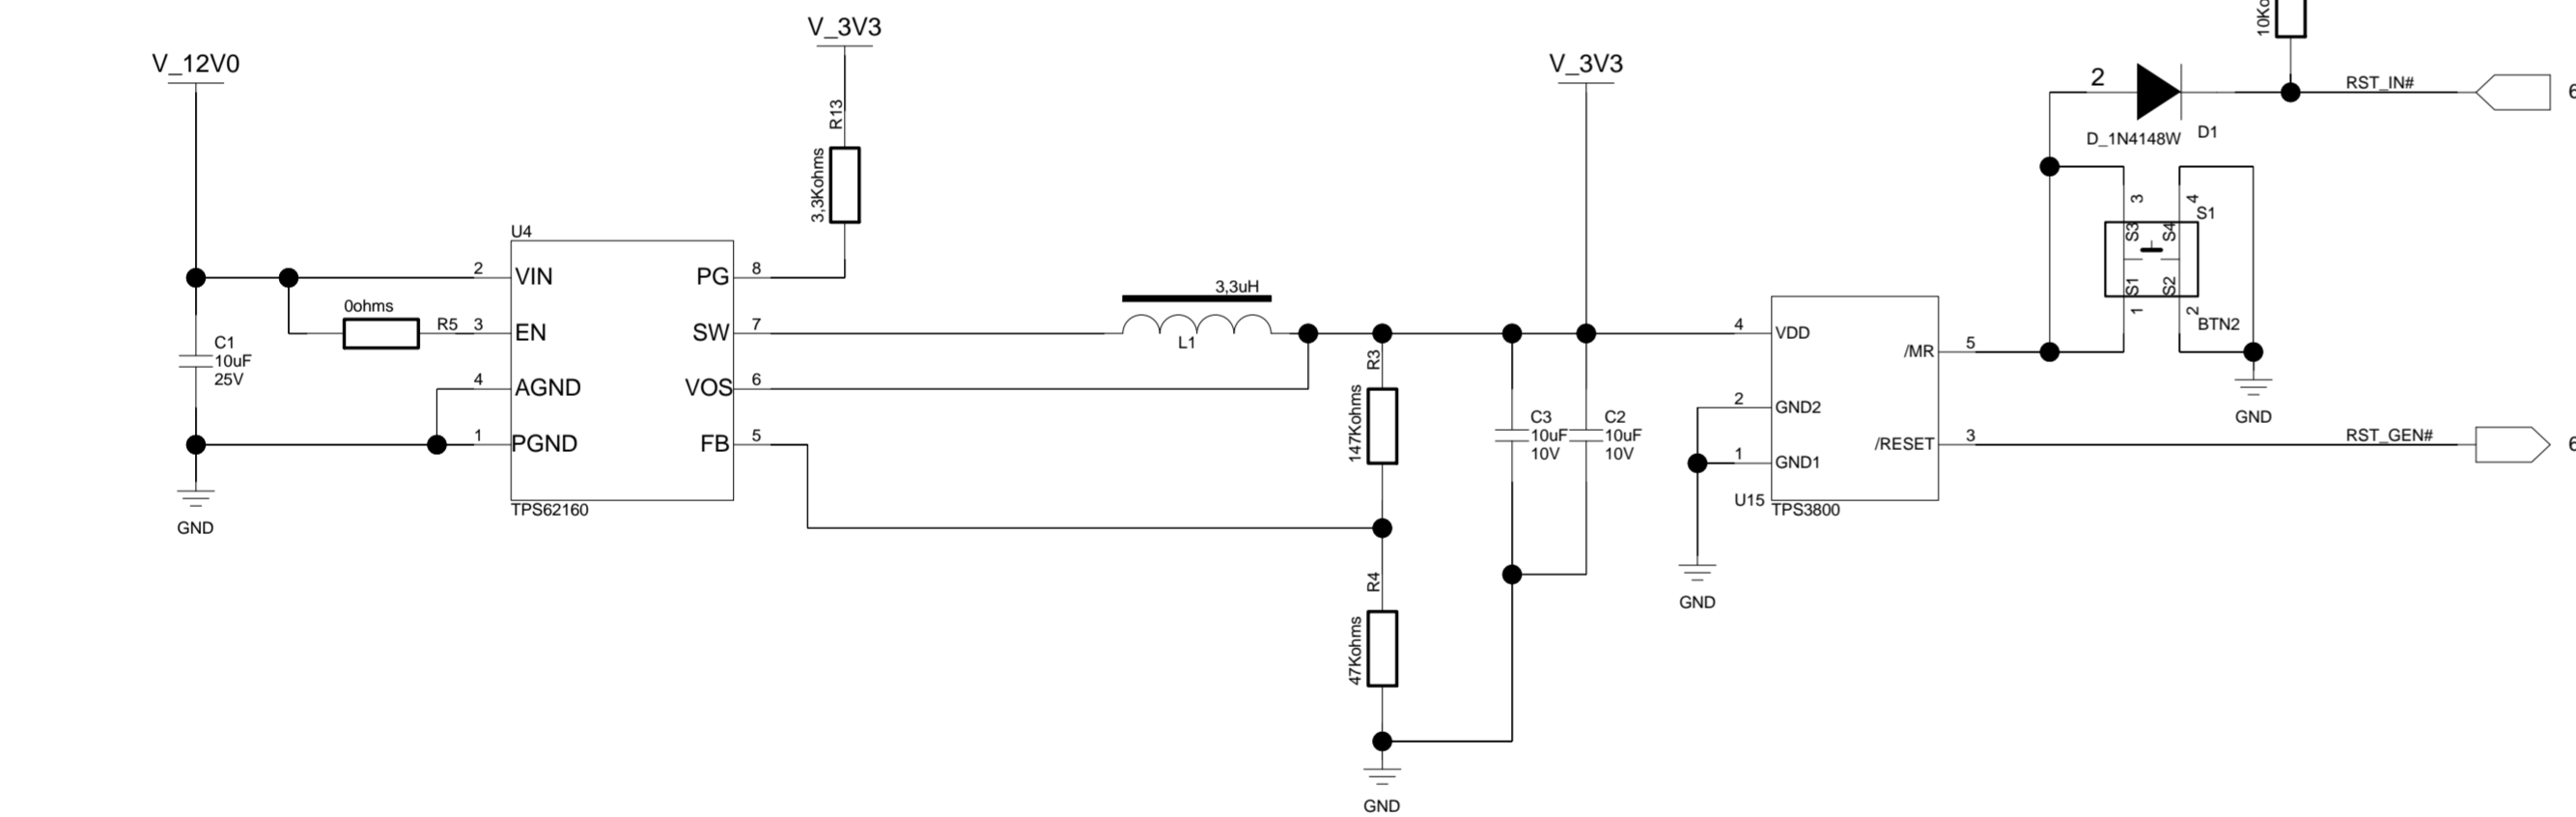 V_12V0
V_3V3
V_3V3
R13
3,3Kohms
U4
2
VIN
PG
8
0ohms
R5
3
EN
SW
7
4
AGND
VOS
6
1
PGND
FB
5
TPS62160
C1
10uF
25V
GND
3,3uH
L1
R3
147Kohms
R4
47Kohms
GND
C3
10uF
10V
C2
10uF
10V
4
VDD
2
GND2
1
GND1
/MR
5
/RESET
3
U15
TPS3800
GND
2
D_1N4148W
D1
RST_IN#
6
3
4
S1
S3
S4
S1
S2
1
2
BTN2
GND
RST_GEN#
6